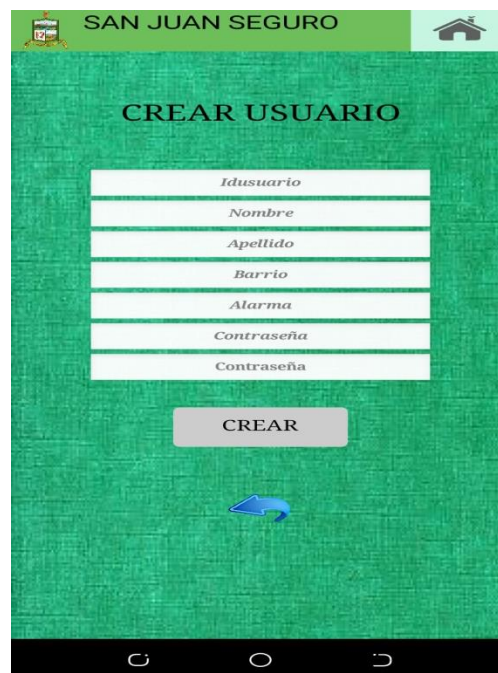 SAN JUAN SEGURO
CREAR USUARIO
Idusuario
Nombre
Apellido
Barrio
Alarma
Contraseña
Contraseña
CREAR